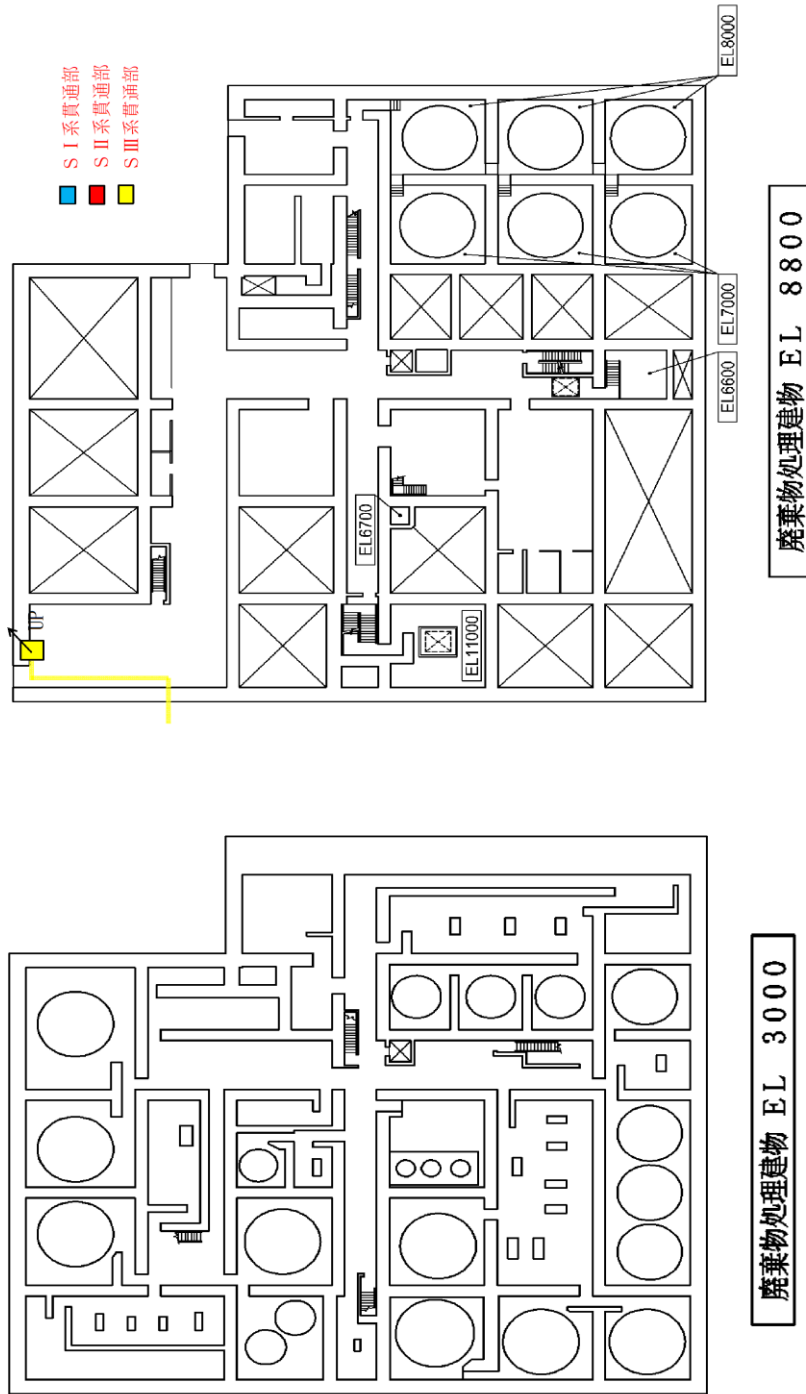 SⅠ系貫通部
SⅡ系貫通部
SⅢ系貫通部
UP
EL6700
EL11000
EL6600
EL7000
EL8000
廃棄物処理建物 EL 8800
廃棄物処理建物 EL 3000